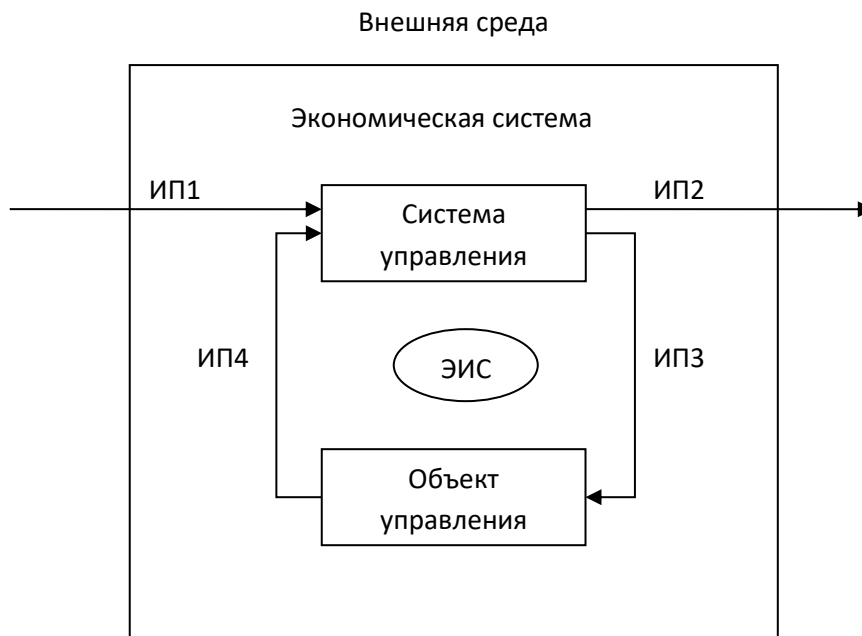 Внешняя среда
Экономическая система
ИП1
ИП2
Система
управления
ИП4
ЭИС
ИП3
Объект
управления